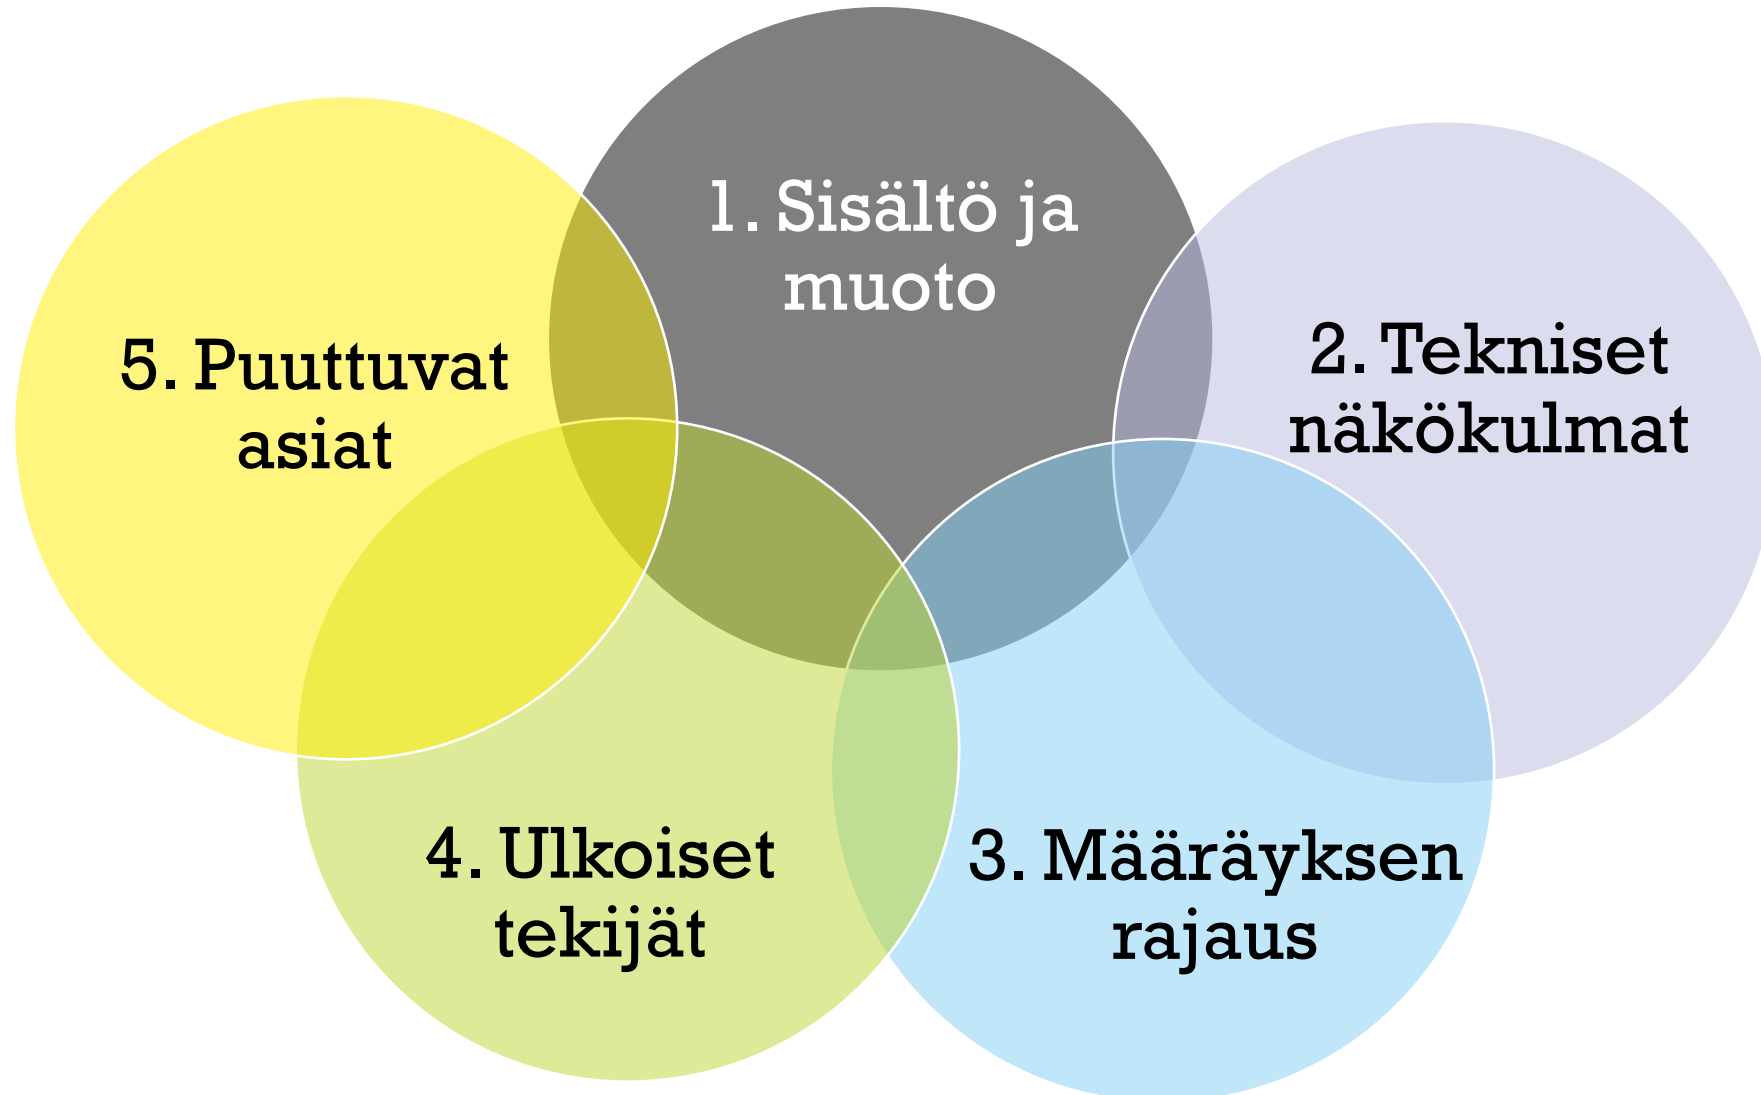 1. Sisältö ja
muoto
2. Tekniset
näkökulmat
3. Määräyksen
rajaus
4. Ulkoiset
tekijät
5. Puuttuvat
asiat